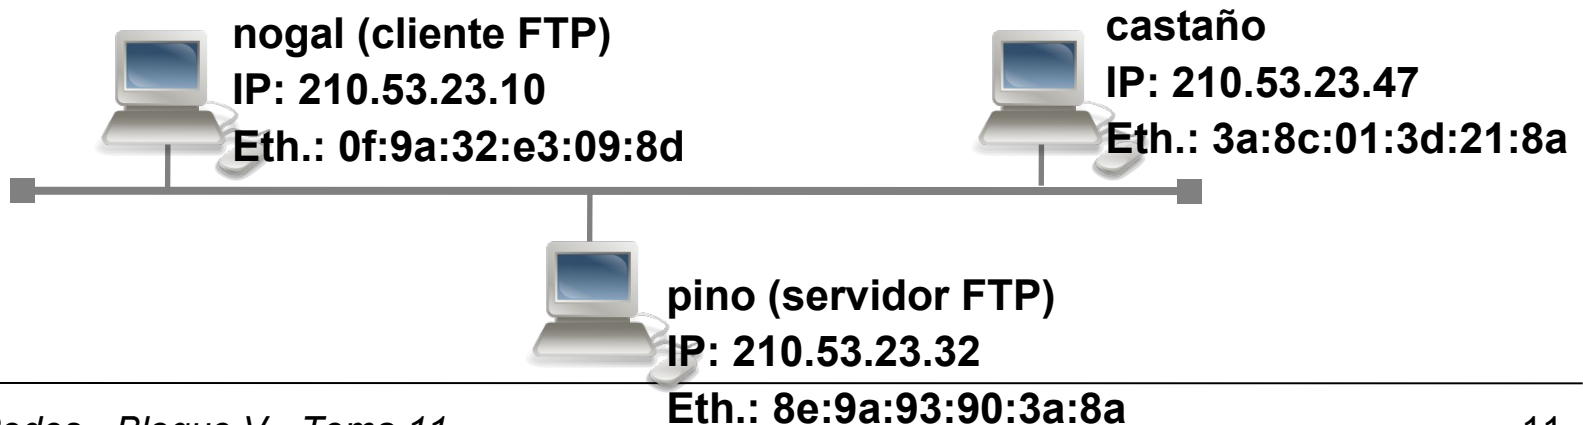 nogal (cliente FTP)
IP: 210.53.23.10
Eth.: 0f:9a:32:e3:09:8d
castaño
IP: 210.53.23.47
Eth.: 3a:8c:01:3d:21:8a
pino (servidor FTP)
IP: 210.53.23.32
Eth.: 8e:9a:93:90:3a:8a
Bloque V - Tema 11
11